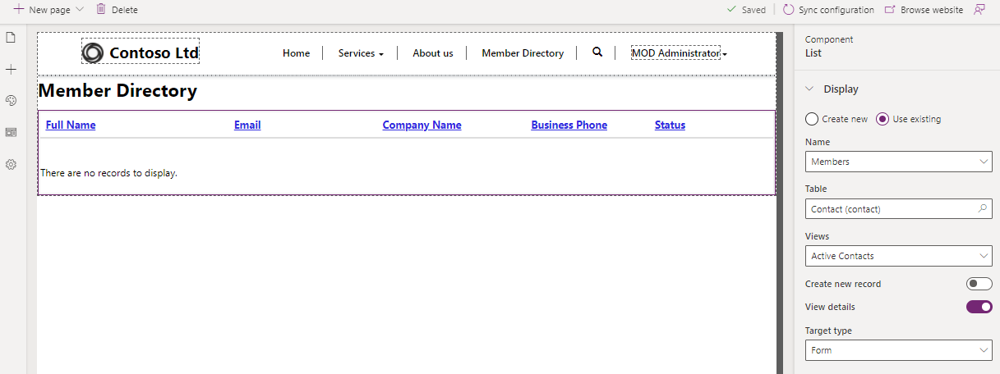 New page Delete Saved Sync configuration Browse website
Contoso Ltd Home Services About us Member Directory MOD Administrator
Member Directory
Full Name Email Company Name Business Phone Status
There are no records to display.
Component
List
Display
Create new Use existing
Name
Members
Table
Contact (contact)
Views
Active Contacts
Create new record
View details
Target type
Form